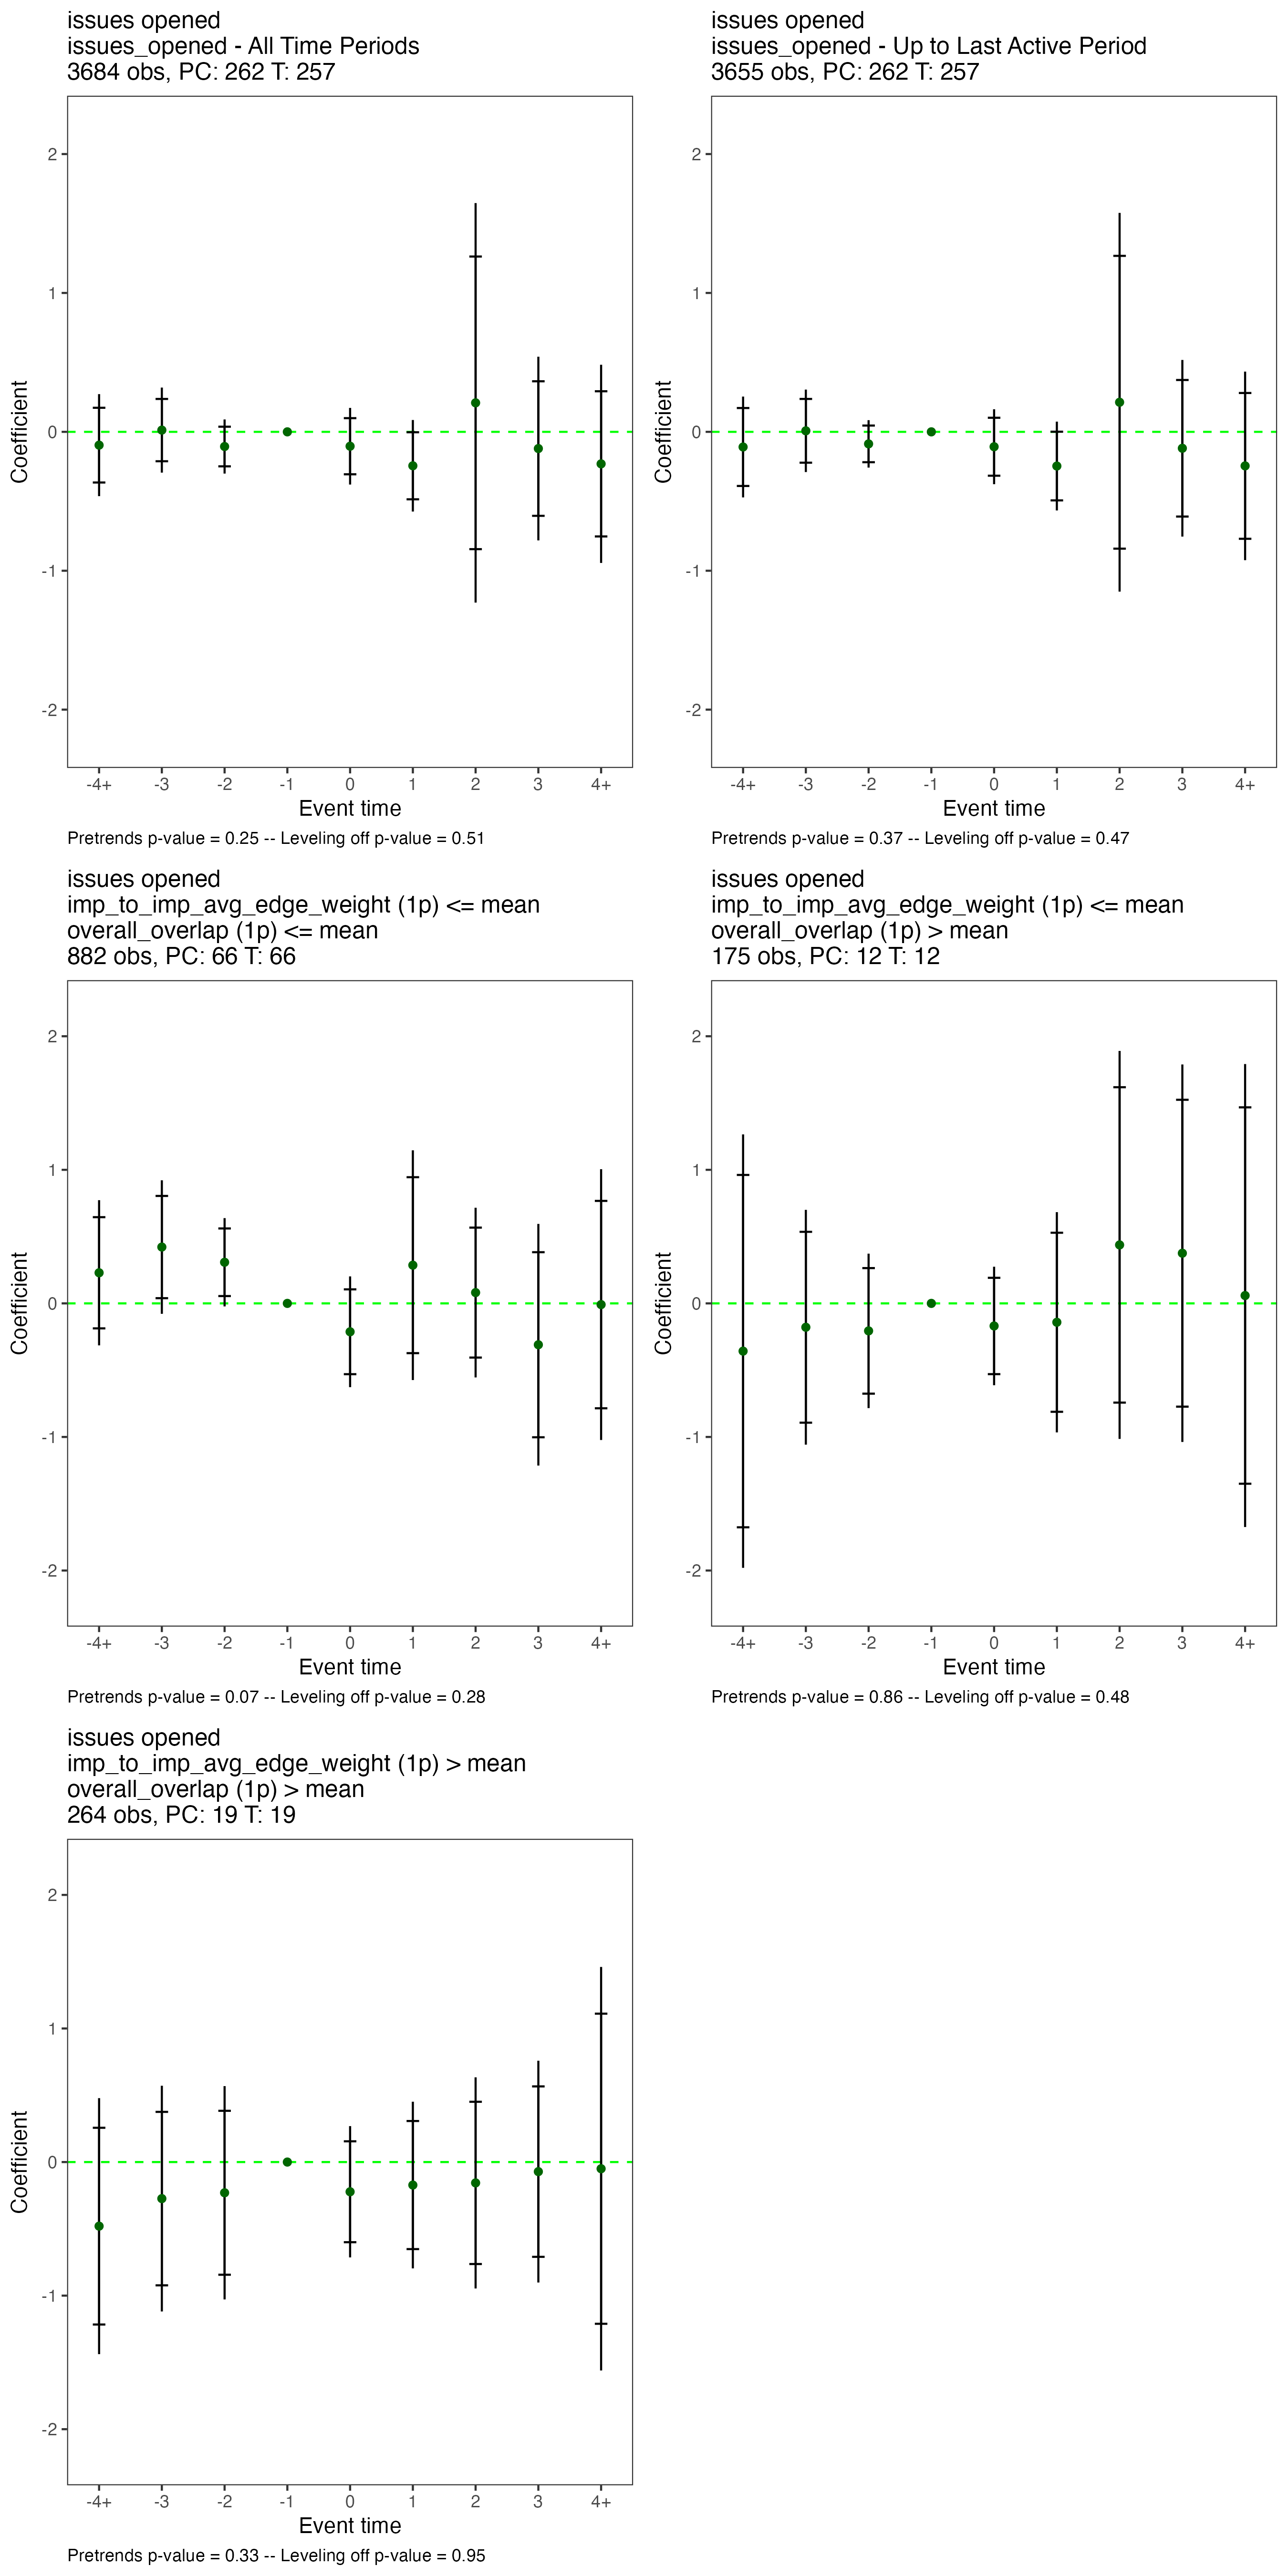 issues opened
issues_opened - All Time Periods
3684 obs, PC: 262 T: 257
Coefficient
2
1
0
-1
-2
-4+ -3 -2 -1 0 1 2 3 4+
Event time
Pretrends p-value = 0.25 -- Leveling off p-value = 0.51
issues opened
issues_opened - Up to Last Active Period
3655 obs, PC: 262 T: 257
Coefficient
2
1
0
-1
-2
-4+ -3 -2 -1 0 1 2 3 4+
Event time
Pretrends p-value = 0.37 -- Leveling off p-value = 0.47
issues opened
imp_to_imp_avg_edge_weight (1p) <= mean
overall_overlap (1p) <= mean
882 obs, PC: 66 T: 66
Coefficient
2
1
0
-1
-2
-4+ -3 -2 -1 0 1 2 3 4+
Event time
Pretrends p-value = 0.07 -- Leveling off p-value = 0.28
issues opened
imp_to_imp_avg_edge_weight (1p) <= mean
overall_overlap (1p) > mean
175 obs, PC: 12 T: 12
Coefficient
2
1
0
-1
-2
-4+ -3 -2 -1 0 1 2 3 4+
Event time
Pretrends p-value = 0.86 -- Leveling off p-value = 0.48
issues opened
imp_to_imp_avg_edge_weight (1p) > mean
overall_overlap (1p) > mean
264 obs, PC: 19 T: 19
Coefficient
2
1
0
-1
-2
-4+ -3 -2 -1 0 1 2 3 4+
Event time
Pretrends p-value = 0.33 -- Leveling off p-value = 0.95